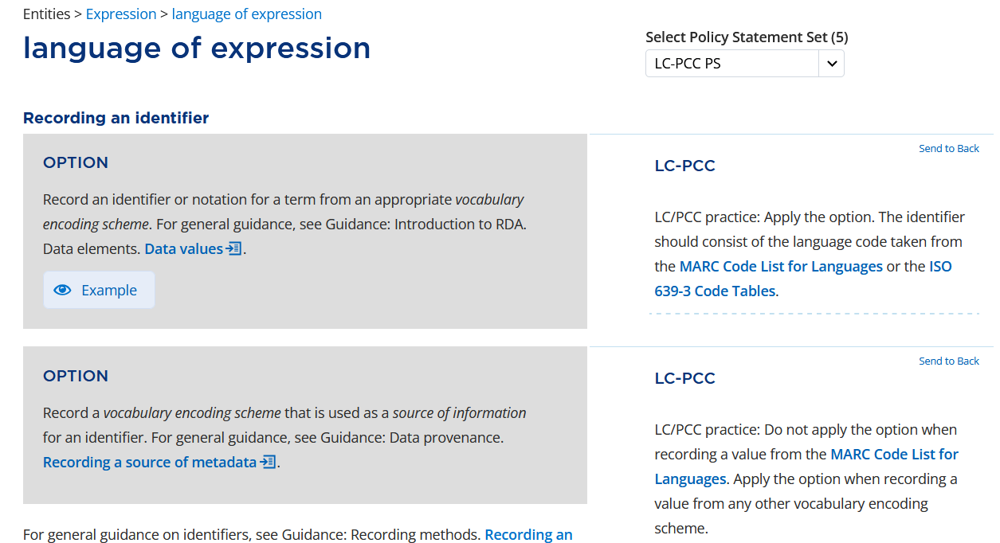 Entities > Expression > language of expression
language of expression
Select Policy Statement Set (5)
LC-PCC PS
Recording an identifier
OPTION
Record an identifier or notation for a term from an appropriate vocabulary
encoding scheme. For general guidance, see Guidance: Introduction to RDA.
Data elements. Data values.
Example
Send to Back
LC-PCC
LC/PCC practice: Apply the option. The identifier
should consist of the language code taken from
the MARC Code List for Languages or the ISO
639-3 Code Tables.
OPTION
Record a vocabulary encoding scheme that is used as a source of information
for an identifier. For general guidance, see Guidance: Data provenance.
Recording a source of metadata.
Send to Back
LC-PCC
LC/PCC practice: Do not apply the option when
recording a value from the MARC Code List for
Languages. Apply the option when recording a
value from any other vocabulary encoding
scheme.
For general guidance on identifiers, see Guidance: Recording methods. Recording an